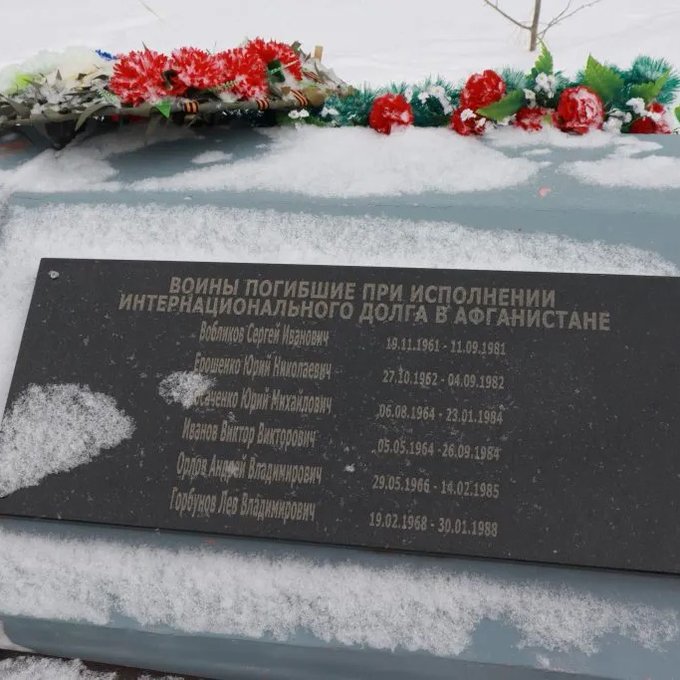 ВОИНЫ ПОГИБШИЕ ПРИ ИСПОЛНЕНИИ
ИНТЕРНАЦИОНАЛЬНОГО ДОЛГА В АФГАНИСТАНЕ
Вобликов Сергей Иванович 19.11.1961 - 11.09.1981
Ерошенко Юрий Николаевич 27.10.1962 - 04.09.1982
Юрий Михайлович 06.08.1964 - 23.01.1984
Иванов Виктор Викторович 05.05.1964 - 26.09.1984
Орлов Андрей Владимирович 29.05.1966 - 14.02.1985
Горбунов Лев Владимирович 19.02.1968 - 30.01.1988